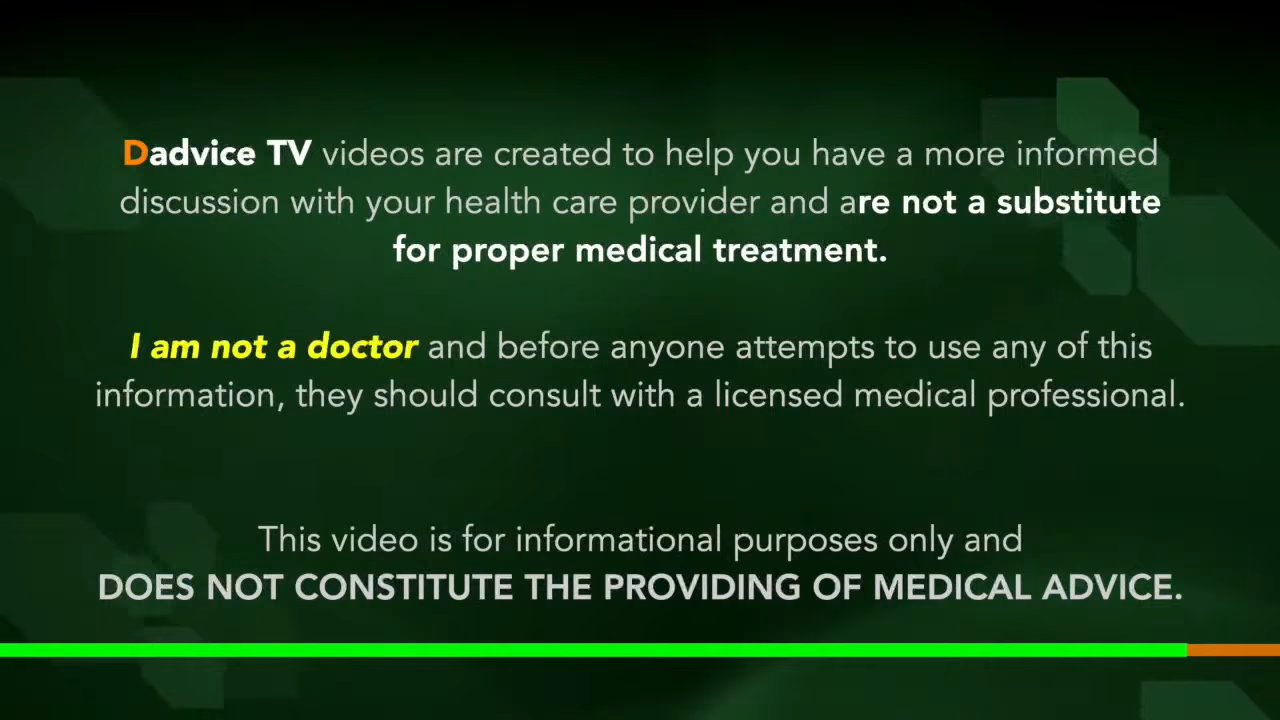 Dadvice TV videos are created to help you have a more informed
discussion with your health care provider and are not a substitute
for proper medical treatment.
I am not a doctor and before anyone attempts to use any of this
information, they should consult with a licensed medical professional.
This video is for informational purposes only and
DOES NOT CONSTITUTE THE PROVIDING OF MEDICAL ADVICE.